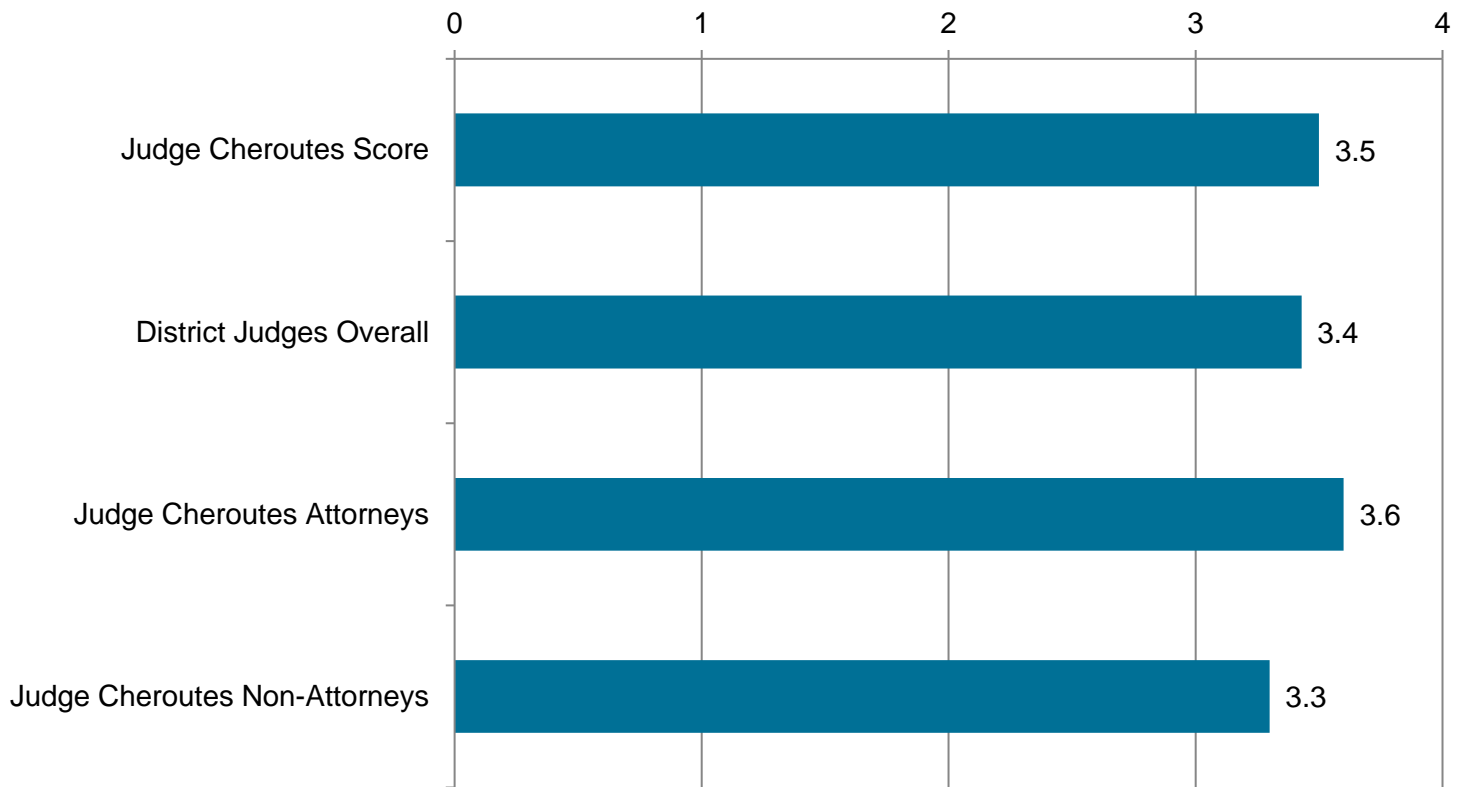 0 1 2 3 4
Judge Cheroutes Score 3.5
District Judges Overall 3.4
Judge Cheroutes Attorneys 3.6
Judge Cheroutes Non-Attorneys 3.3